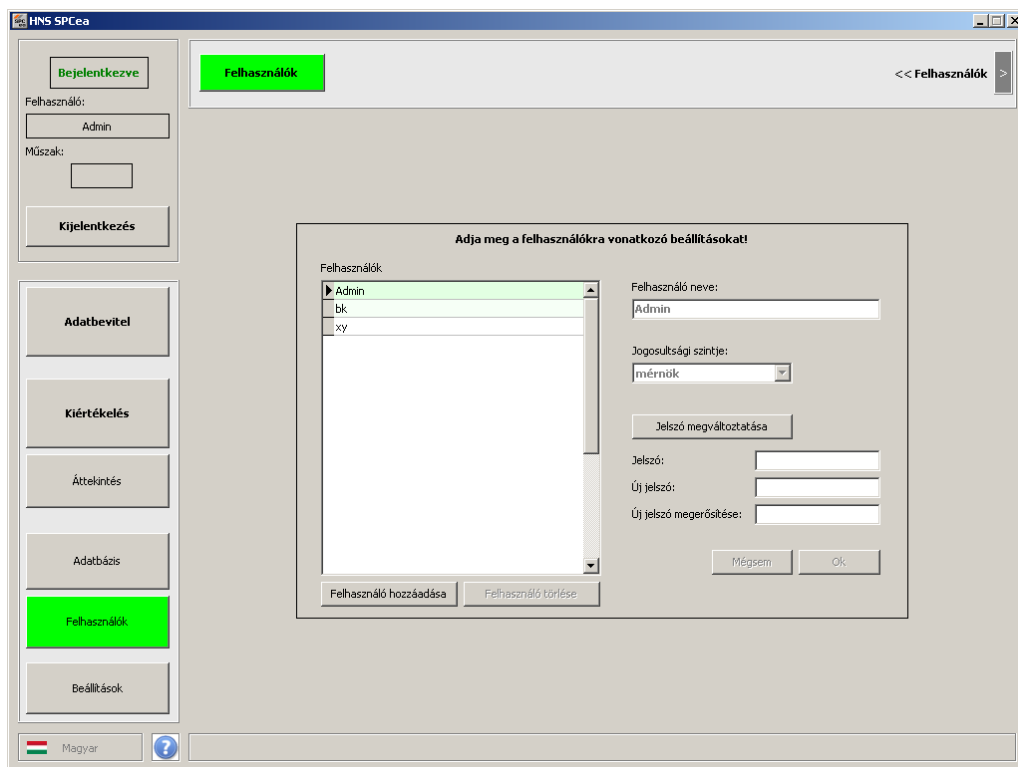 HNS SPCea
Bejelentkezve
Felhasználó:
Admin
Műszak:
Kijelentkezés
Adatbevitel
Kiértékelés
Áttekintés
Adatbázis
Felhasználók
Beállítások
Magyar
Felhasználók
<< Felhasználók >
Adja meg a felhasználókra vonatkozó beállításokat!
Felhasználók
Admin
bk
xy
Felhasználó hozzáadása
Felhasználó törlése
Felhasználó neve:
Admin
Jogosultsági szintje:
mérnök
Jelszó megváltoztatása
Jelszó:
Új jelszó:
Új jelszó megerősítése:
Mégsem
Ok